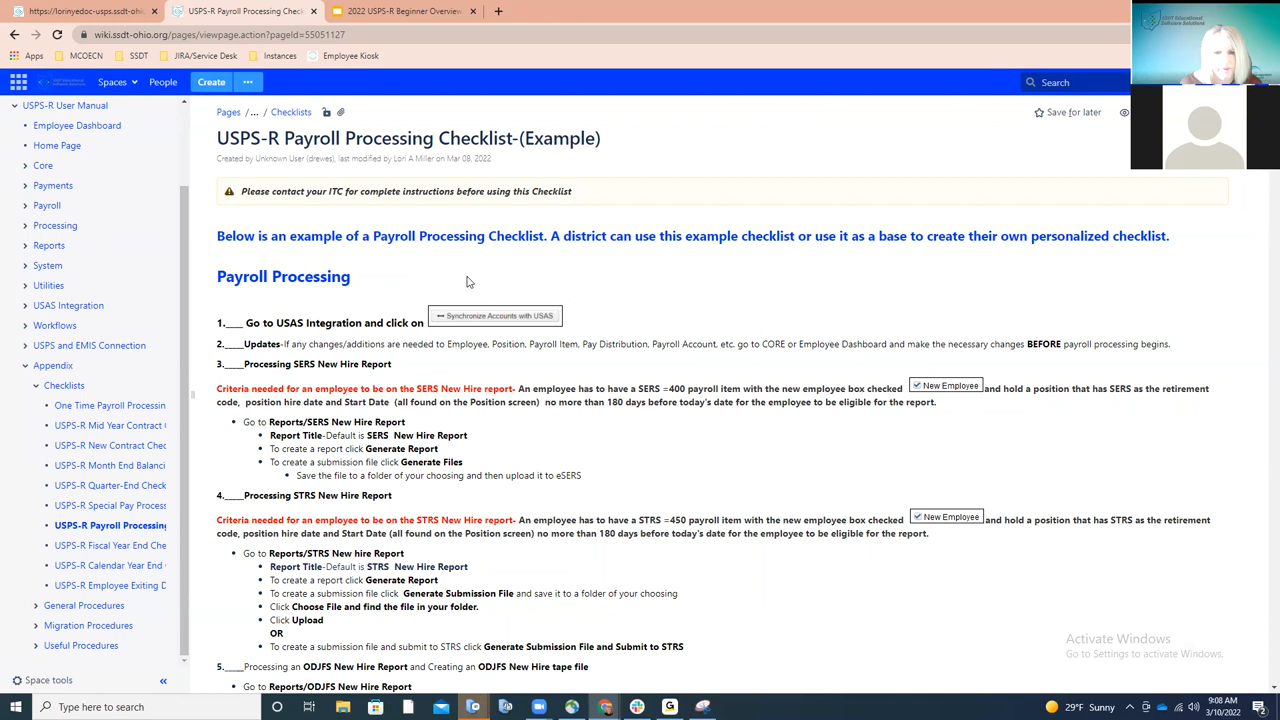 https://lorinyedc-usps.ssdt-ohio.c
USPS-R Payroll Processing Check
2022 USPS-R Beginner Overview
wiki.ssdt-ohio.org/pages/viewpage.action?pageId=55051127
Apps MCOECN SSDT JIRA/Service Desk Instances Employee Kiosk
SSDT Educational
Software Solutions
Spaces People Create ••• Search
USPS-R User Manual
Employee Dashboard
Home Page
Core
Payments
Payroll
Processing
Reports
System
Utilities
USAS Integration
Workflows
USPS and EMIS Connection
Appendix
Checklists
One Time Payroll Processin
USPS-R Mid Year Contract
USPS-R New Contract Chec
USPS-R Month End Balanci
USPS-R Quarter-End Check
USPS-R Special Pay Process
USPS-R Payroll Processing
USPS-R Fiscal Year End Che
USPS-R Calendar Year End
USPS-R Employee Exiting D
General Procedures
Migration Procedures
Useful Procedures
Space tools
Pages /... / Checklists
Save for later
USPS-R Payroll Processing Checklist-(Example)
Created by Unknown User (drewes), last modified by Lori A Miller on Mar 08, 2022
Please contact your ITC for complete instructions before using this Checklist
Below is an example of a Payroll Processing Checklist. A district can use this example checklist or use it as a base to create their own personalized checklist.
Payroll Processing
1.____ Go to USAS Integration and click on Synchronize Accounts with USAS
2.____Updates-If any changes/additions are needed to Employee, Position, Payroll Item, Pay Distribution, Payroll Account, etc. go to CORE or Employee Dashboard and make the necessary changes BEFORE payroll processing begins.
3.____Processing SERS New Hire Report
Criteria needed for an employee to be on the SERS New Hire report- An employee has to have a SERS =400 payroll item with the new employee box checked New Employee and hold a position that has SERS as the retirement
code, position hire date and Start Date (all found on the Position screen) no more than 180 days before today's date for the employee to be eligible for the report.
• Go to Reports/SERS New Hire Report
• Report Title-Default is SERS New Hire Report
• To create a report click Generate Report
• To create a submission file click Generate Files
• Save the file to a folder of your choosing and then upload it to eSERS
4.____Processing STRS New Hire Report
Criteria needed for an employee to be on the STRS New Hire report- An employee has to have a STRS =450 payroll item with the new employee box checked New Employee and hold a position that has STRS as the retirement
code, position hire date and Start Date (all found on the Position screen) no more than 180 days before today's date for the employee to be eligible for the report.
• Go to Reports/STRS New hire Report
• Report Title-Default is STRS New Hire Report
• To create a report click Generate Report
• To create a submission file click Generate Submission File and save it to a folder of your choosing
• Click Choose File and find the file in your folder.
• Click Upload
OR
• To create a submission file and submit to STRS click Generate Submission File and Submit to STRS
5.____Processing an ODJFS New Hire Report and Creating an ODJFS New Hire tape file
• Go to Reports/ODJFS New Hire Report
Activate Windows
Go to Settings to activate Windows.
Type here to search
29°F Sunny
9:08 AM
3/10/2022
2